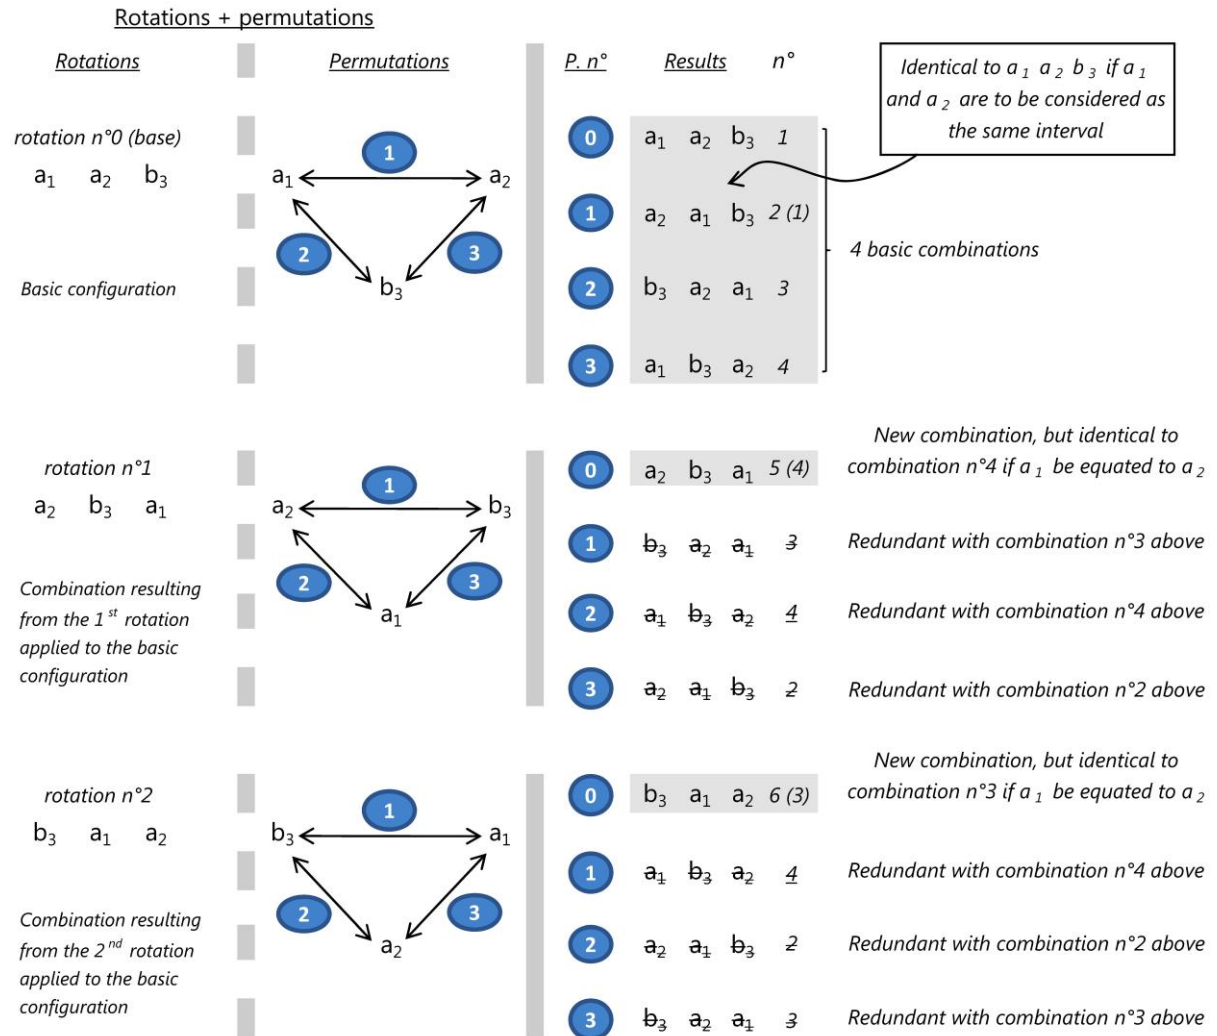 Rotations + permutations
Rotations Permutations P. n° Results n°
Identical to a₁ a₂ b₃ if a₁
and a₂ are to be considered as
the same interval
rotation n°0 (base)
a₁ a₂ b₃
Basic configuration
1
a₁ a₂
2 3
b₃
0 a₁ a₂ b₃ 1
1 a₂ a₁ b₃ 2 (1)
2 b₃ a₂ a₁ 3
3 a₁ b₃ a₂ 4
4 basic combinations
rotation n°1
a₂ b₃ a₁
Combination resulting
from the 1st rotation
applied to the basic
configuration
1
a₂ b₃
2 3
a₁
0 a₂ b₃ a₁ 5 (4)
New combination, but identical to
combination n°4 if a₁ be equated to a₂
1 b₃ a₂ a₁ 3 Redundant with combination n°3 above
2 a₁ b₃ a₂ 4 Redundant with combination n°4 above
3 a₂ a₁ b₃ 2 Redundant with combination n°2 above
rotation n°2
b₃ a₁ a₂
Combination resulting
from the 2nd rotation
applied to the basic
configuration
1
b₃ a₁
2 3
a₂
0 b₃ a₁ a₂ 6 (3)
New combination, but identical to
combination n°3 if a₁ be equated to a₂
1 a₁ b₃ a₂ 4 Redundant with combination n°4 above
2 a₂ a₁ b₃ 2 Redundant with combination n°2 above
3 b₃ a₂ a₁ 3 Redundant with combination n°3 above